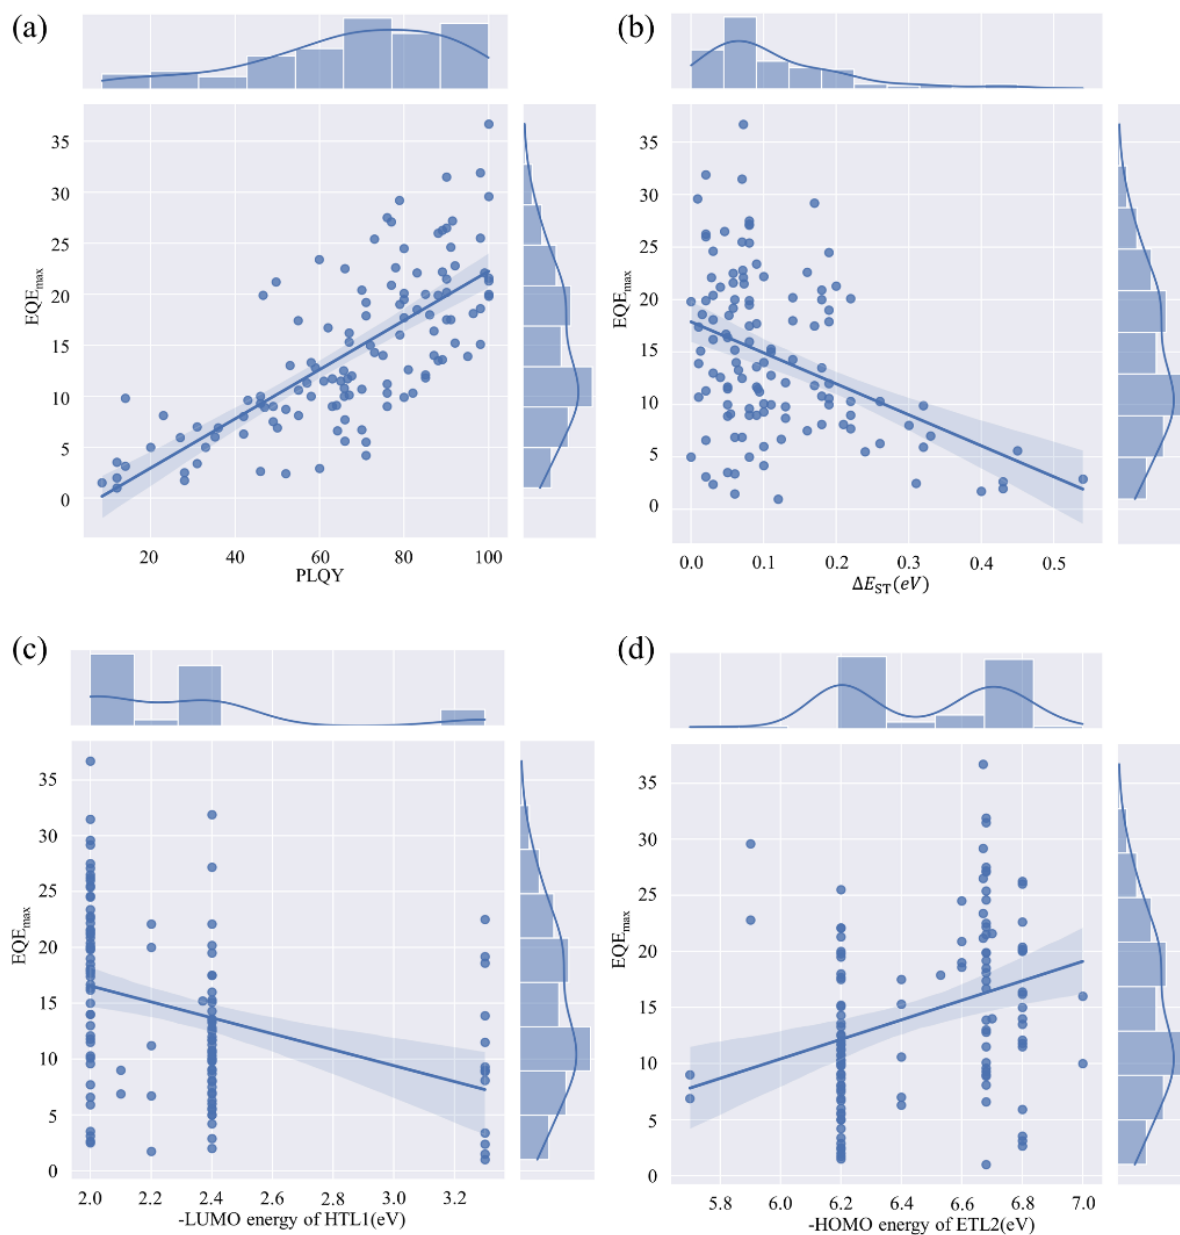 (a)
(b)
35
30
25
20
15
10
5
0
EQEmax
20 40 60 80 100
PLQY
35
30
25
20
15
10
5
0
EQEmax
0.0 0.1 0.2 0.3 0.4 0.5
ΔEST(eV)
(c)
(d)
35
30
25
20
15
10
5
0
EQEmax
2.0 2.2 2.4 2.6 2.8 3.0 3.2
-LUMO energy of HTL1(eV)
35
30
25
20
15
10
5
0
EQEmax
5.8 6.0 6.2 6.4 6.6 6.8 7.0
-HOMO energy of ETL2(eV)